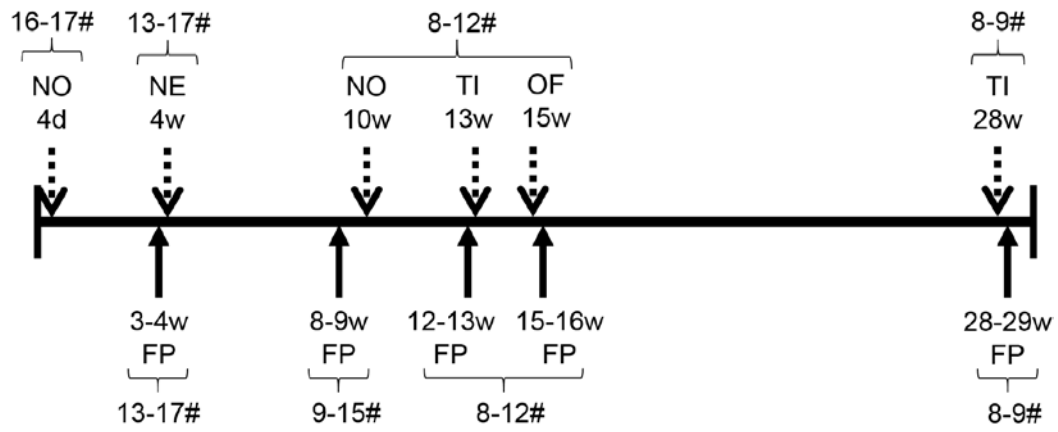 16-17# 13-17# 8-12# 8-9#
NO NE NO TI OF TI
4d 4w 10w 13w 15w 28w
3-4w 8-9w 12-13w 15-16w 28-29w
FP FP FP FP FP
13-17# 9-15# 8-12# 8-9#